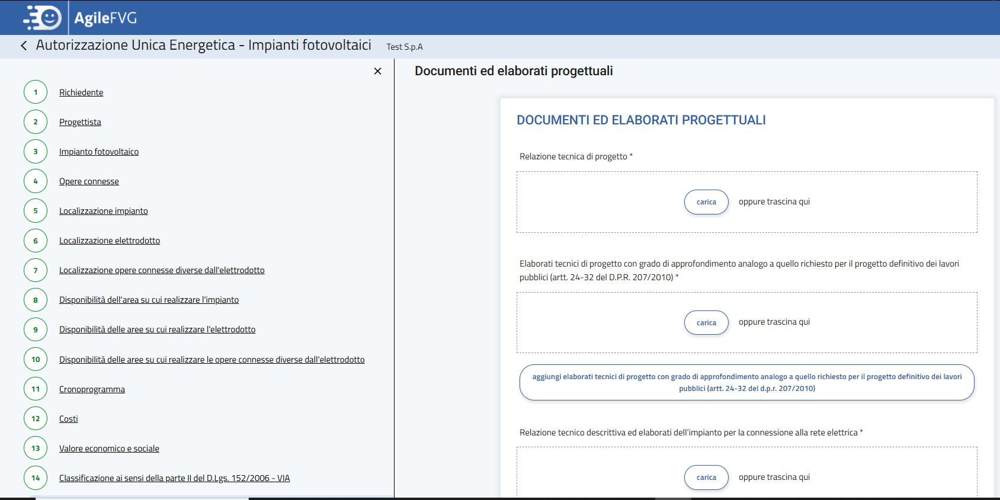 AgileFVG
Autorizzazione Unica Energetica - Impianti fotovoltaici Test S.p.A
1 Richiedente
2 Progettista
3 Impianto fotovoltaico
4 Opere connesse
5 Localizzazione impianto
6 Localizzazione elettrodotto
7 Localizzazione opere connesse diverse dall'elettrodotto
8 Disponibilità dell'area su cui realizzare l'impianto
9 Disponibilità delle aree su cui realizzare l'elettrodotto
10 Disponibilità delle aree su cui realizzare le opere connesse diverse dall'elettrodotto
11 Cronoprogramma
12 Costi
13 Valore economico e sociale
14 Classificazione ai sensi della parte II del D.Lgs. 152/2006 - VIA
Documenti ed elaborati progettuali
DOCUMENTI ED ELABORATI PROGETTUALI
Relazione tecnica di progetto *
carica oppure trascina qui
Elaborati tecnici di progetto con grado di approfondimento analogo a quello richiesto per il progetto definitivo dei lavori
pubblici (artt. 24-32 del D.P.R. 207/2010) *
carica oppure trascina qui
aggiungi elaborati tecnici di progetto con grado di approfondimento analogo a quello richiesto per il progetto definitivo dei lavori
pubblici (artt. 24-32 del d.p.r. 207/2010)
Relazione tecnico descrittiva ed elaborati dell’impianto per la connessione alla rete elettrica *
carica oppure trascina qui